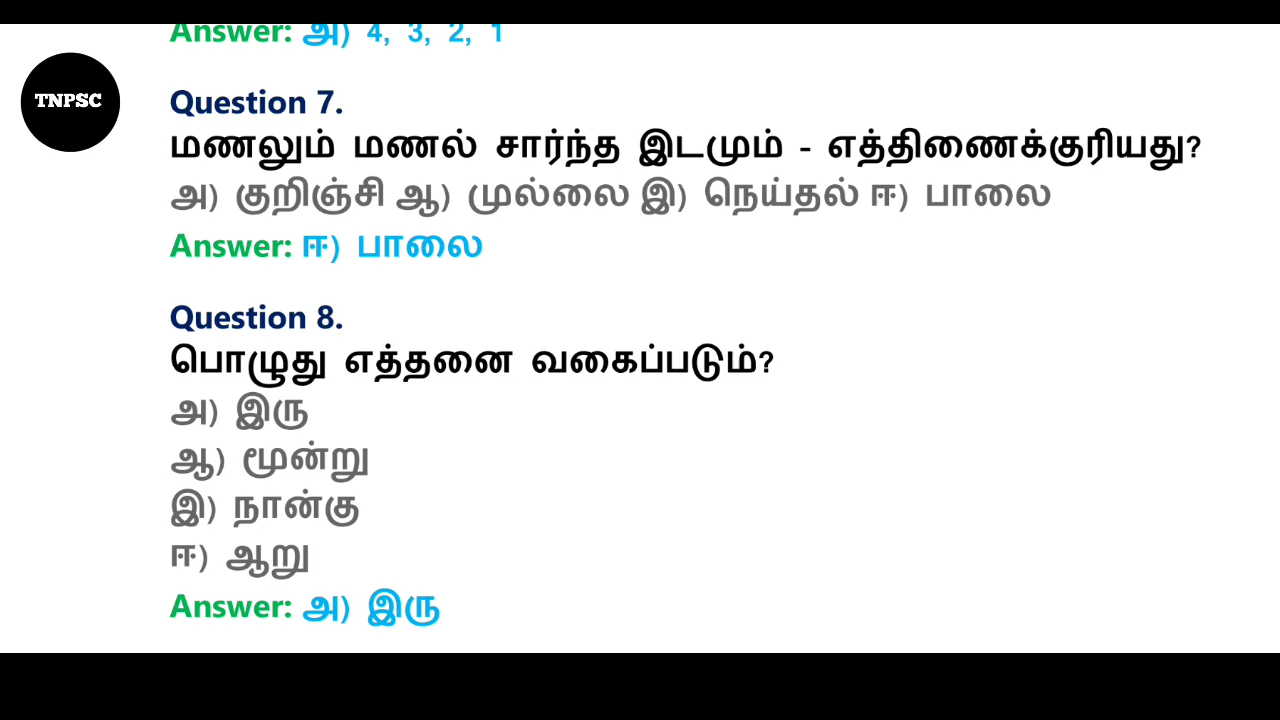 Answer: அ) 4, 3, 2, 1
TNPSC
Question 7.
மணலும் மணல் சார்ந்த இடமும் - எத்திணைக்குரியது?
அ) குறிஞ்சி ஆ) முல்லை இ) நெய்தல் ஈ) பாலை
Answer: ஈ) பாலை
Question 8.
பொழுது எத்தனை வகைப்படும்?
அ) இரு
ஆ) மூன்று
இ) நான்கு
ஈ) ஆறு
Answer: அ) இரு